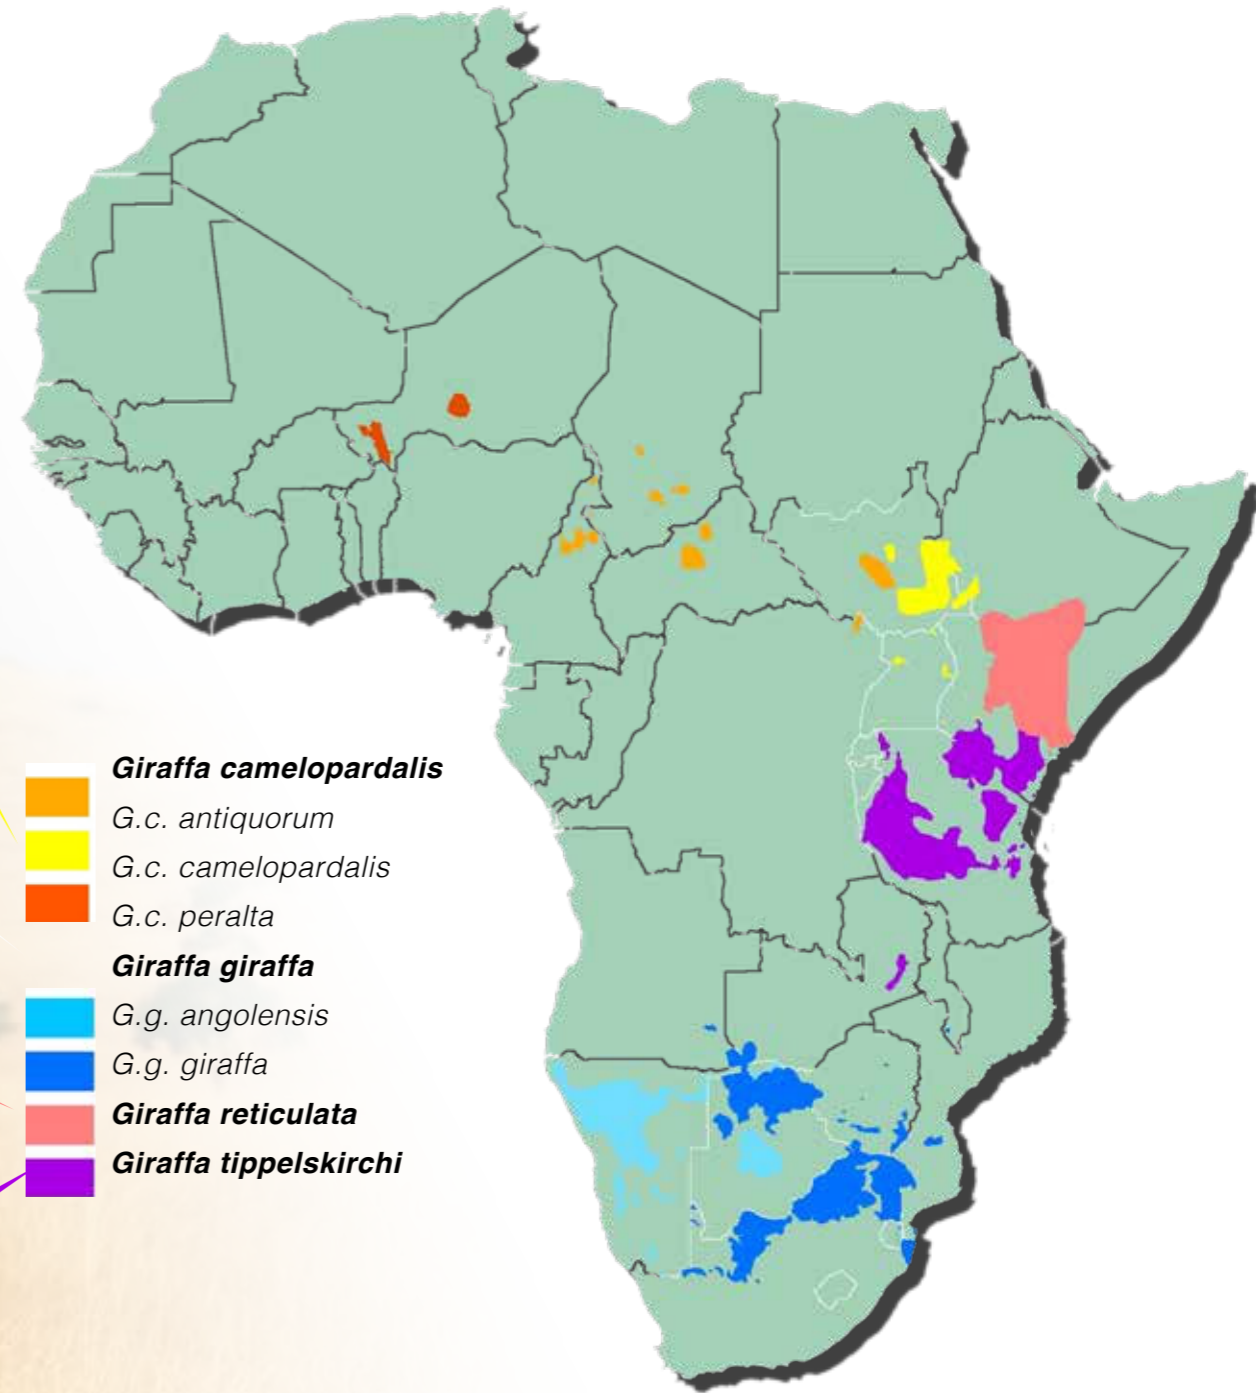 Giraffa camelopardalis
G.c. antiquorum
G.c. camelopardalis
G.c. peralta
Giraffa giraffa
G.g. angolensis
G.g. giraffa
Giraffa reticulata
Giraffa tippelskirchi